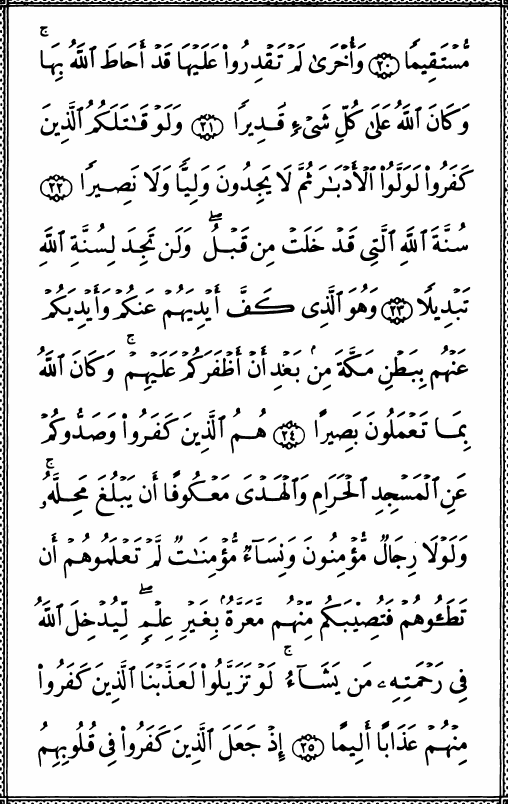 مُّسْتَقِيمًا ﴿٢٠﴾ وَأُخْرَىٰ لَمْ تَقْدِرُوا۟ عَلَيْهَا قَدْ أَحَاطَ ٱللَّهُ بِهَا ۚ
وَكَانَ ٱللَّهُ عَلَىٰ كُلِّ شَىْءٍ قَدِيرًا ﴿٢١﴾ وَلَوْ قَـٰتَلَكُمُ ٱلَّذِينَ
كَفَرُوا۟ لَوَلَّوُا۟ ٱلْأَدْبَـٰرَ ثُمَّ لَا يَجِدُونَ وَلِيًّا وَلَا نَصِيرًا ﴿٢٢﴾
سُنَّةَ ٱللَّهِ ٱلَّتِى قَدْ خَلَتْ مِن قَبْلُ ۖ وَلَن تَجِدَ لِسُنَّةِ ٱللَّهِ
تَبْدِيلًا ﴿٢٣﴾ وَهُوَ ٱلَّذِى كَفَّ أَيْدِيَهُمْ عَنكُمْ وَأَيْدِيَكُمْ
عَنْهُم بِبَطْنِ مَكَّةَ مِنۢ بَعْدِ أَنْ أَظْفَرَكُمْ عَلَيْهِمْ ۚ وَكَانَ ٱللَّهُ
بِمَا تَعْمَلُونَ بَصِيرًا ﴿٢٤﴾ هُمُ ٱلَّذِينَ كَفَرُوا۟ وَصَدُّوكُمْ
عَنِ ٱلْمَسْجِدِ ٱلْحَرَامِ وَٱلْهَدْىَ مَعْكُوفًا أَن يَبْلُغَ مَحِلَّهُۥ ۚ
وَلَوْلَا رِجَالٌ مُّؤْمِنُونَ وَنِسَآءٌ مُّؤْمِنَـٰتٌ لَّمْ تَعْلَمُوهُمْ أَن
تَطَـُٔوهُمْ فَتُصِيبَكُم مِّنْهُم مَّعَرَّةٌۢ بِغَيْرِ عِلْمٍ ۖ لِّيُدْخِلَ ٱللَّهُ
فِى رَحْمَتِهِۦ مَن يَشَآءُ ۚ لَوْ تَزَيَّلُوا۟ لَعَذَّبْنَا ٱلَّذِينَ كَفَرُوا۟
مِنْهُمْ عَذَابًا أَلِيمًا ﴿٢٥﴾ إِذْ جَعَلَ ٱلَّذِينَ كَفَرُوا۟ فِى قُلُوبِهِمُ